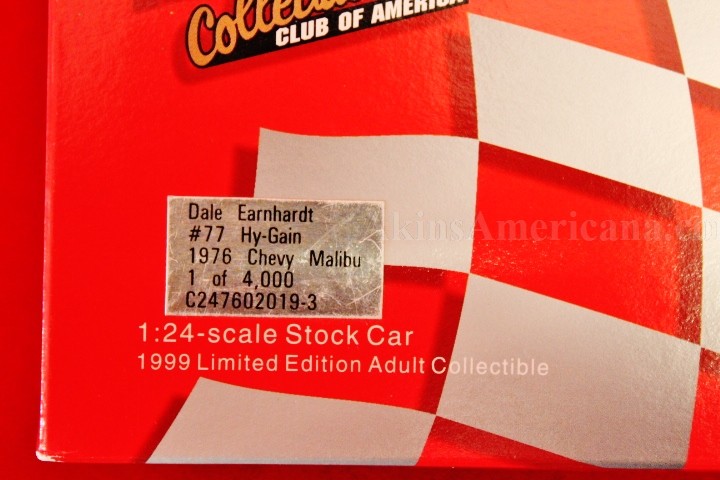 CLUB OF AMERICA
Dale Earnhardt
#77 Hy-Gain
1976 Chevy Malibu
1 of 4,000
C247602019-3
1:24-scale Stock Car
1999 Limited Edition Adult Collectible